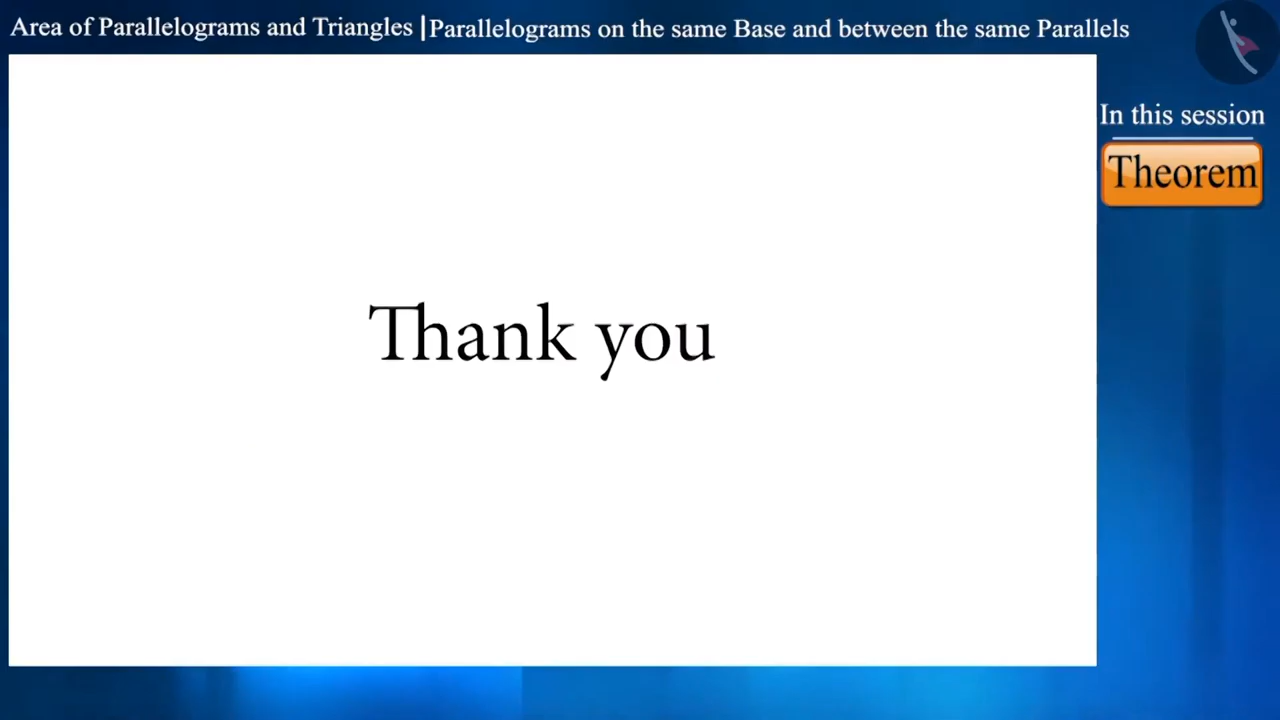 Area of Parallelograms and Triangles |Parallelograms on the same Base and between the same Parallels
In this session
Theorem
Thank you